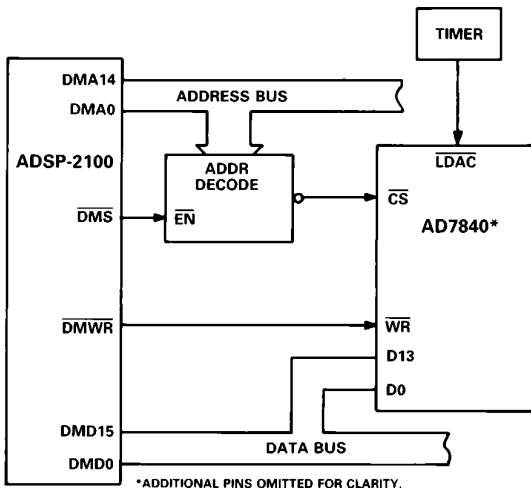 TIMER
DMA14
DMA0
ADDRESS BUS
ADSP-2100
ADDR
DECODE
LDAC
DMS
EN
CS
AD7840*
DMWR
WR
D13
D0
DMD15
DATA BUS
DMD0
*ADDITIONAL PINS OMITTED FOR CLARITY.